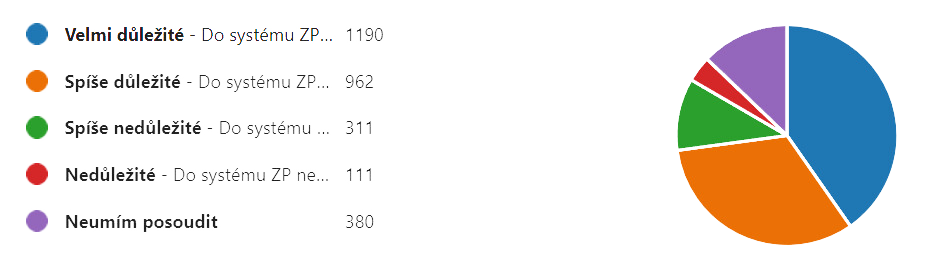 Velmi důležité - Do systému ZP... 1190
Spíše důležité - Do systému ZP... 962
Spíše nedůležité - Do systému ... 311
Nedůležité - Do systému ZP ne... 111
Neumím posoudit 380